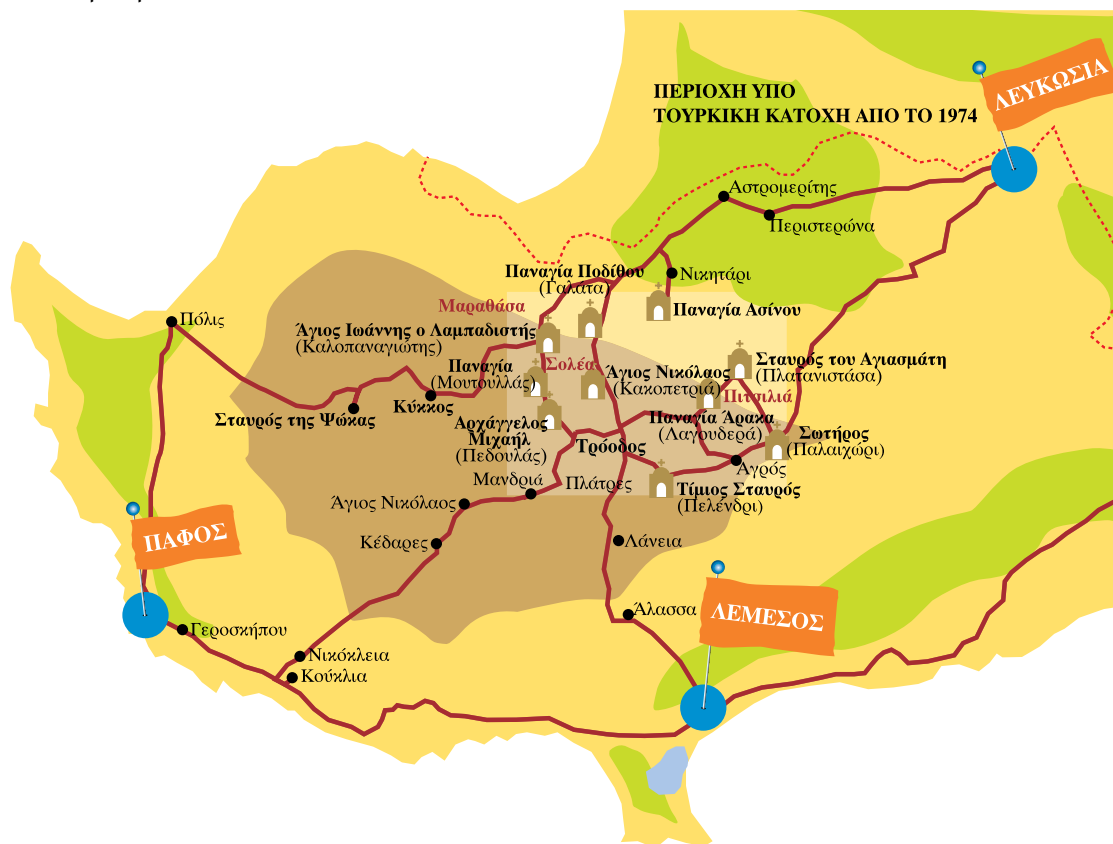 ΠΕΡΙΟΧΗ ΥΠΟ
ΤΟΥΡΚΙΚΗ ΚΑΤΟΧΗ ΑΠΟ ΤΟ 1974
ΛΕΥΚΩΣΙΑ
Αστρομερίτης
Περιστερώνα
Παναγία Ποδίθου
(Γαλάτα)
Νικητάρι
Μαραθάσα
Παναγία Ασίνου
Πόλις
Άγιος Ιωάννης ο Λαμπαδιστής
(Καλοπαναγιώτης)
Παναγία
(Μουτουλλάς)
Σολέα
Άγιος Νικόλαος
(Κακοπετριά)
Σταυρός του Αγιασμάτη
(Πλατανιστάσα)
Πιτσιλιά
Σταυρός της Ψώκας
Κύκκος
Αρχάγγελος
Μιχαήλ
(Πεδουλάς)
Παναγία Άρακα
(Λαγουδερά)
Σωτήρος
(Παλαιχώρι)
Τρόοδος
Αγρός
Μανδριά
Πλάτρες
Τίμιος Σταυρός
(Πελένδρι)
Άγιος Νικόλαος
Κέδαρες
Λάνεια
ΠΑΦΟΣ
Άλασσα
ΛΕΜΕΣΟΣ
Γεροσκήπου
Νικόκλεια
Κούκλια